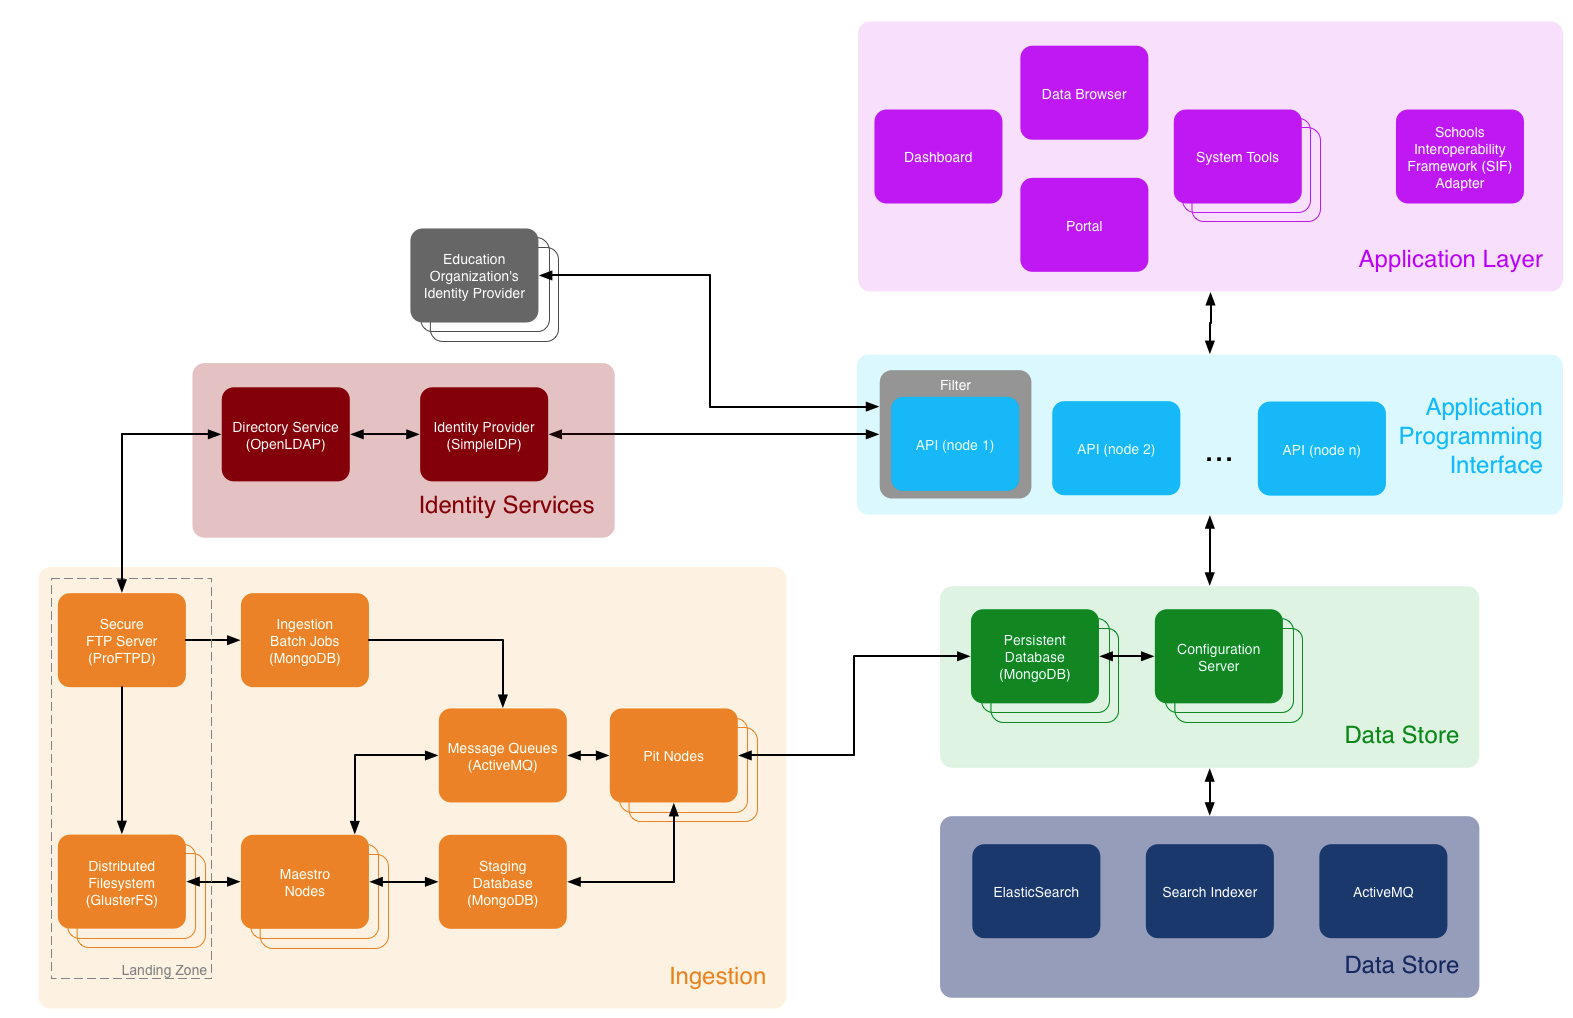 Data Browser
Dashboard
System Tools
Schools
Interoperability
Framework (SIF)
Adapter
Portal
Application Layer
Education
Organization's
Identity Provider
Directory Service
(OpenLDAP)
Identity Provider
(SimpleIDP)
Identity Services
Filter
API (node 1)
API (node 2)
...
API (node n)
Application
Programming
Interface
Secure
FTP Server
(ProFTPD)
Ingestion
Batch Jobs
(MongoDB)
Message Queues
(ActiveMQ)
Pit Nodes
Distributed
Filesystem
(GlusterFS)
Maestro
Nodes
Staging
Database
(MongoDB)
Landing Zone
Ingestion
Persistent
Database
(MongoDB)
Configuration
Server
Data Store
ElasticSearch
Search Indexer
ActiveMQ
Data Store